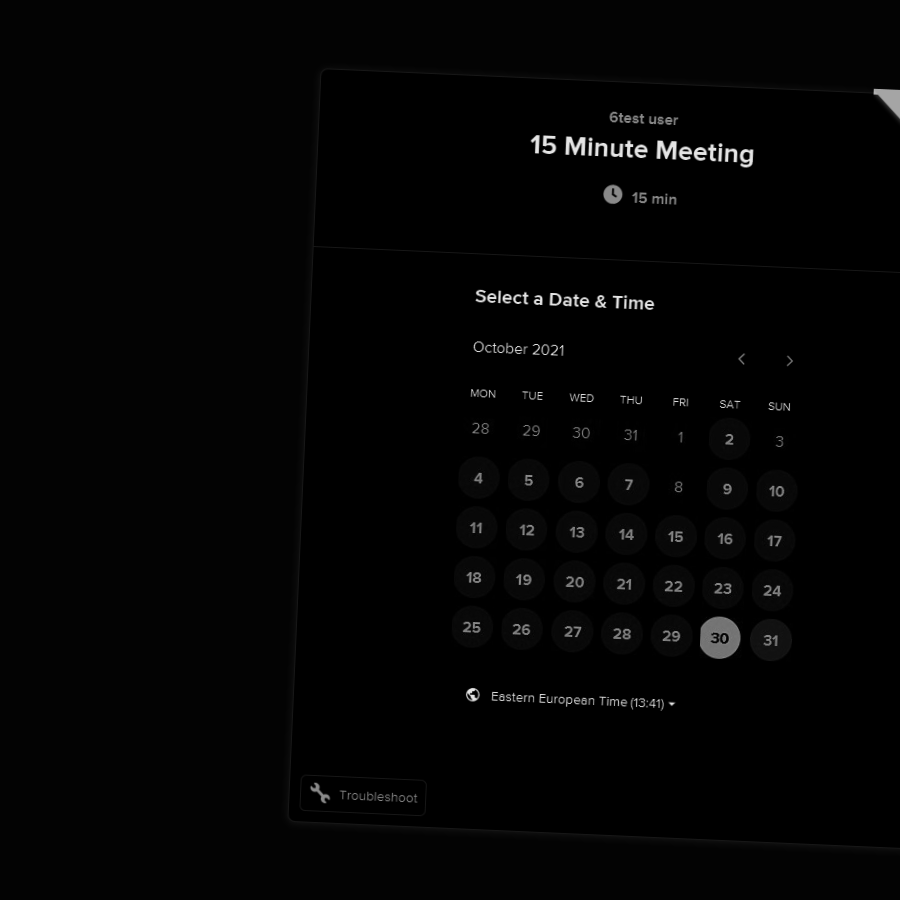 6test user
15 Minute Meeting
15 min
Select a Date & Time
October 2021
MON TUE WED THU FRI SAT SUN
28 29 30 31 1 2 3
4 5 6 7 8 9 10
11 12 13 14 15 16 17
18 19 20 21 22 23 24
25 26 27 28 29 30 31
Eastern European Time (13:41)
Troubleshoot